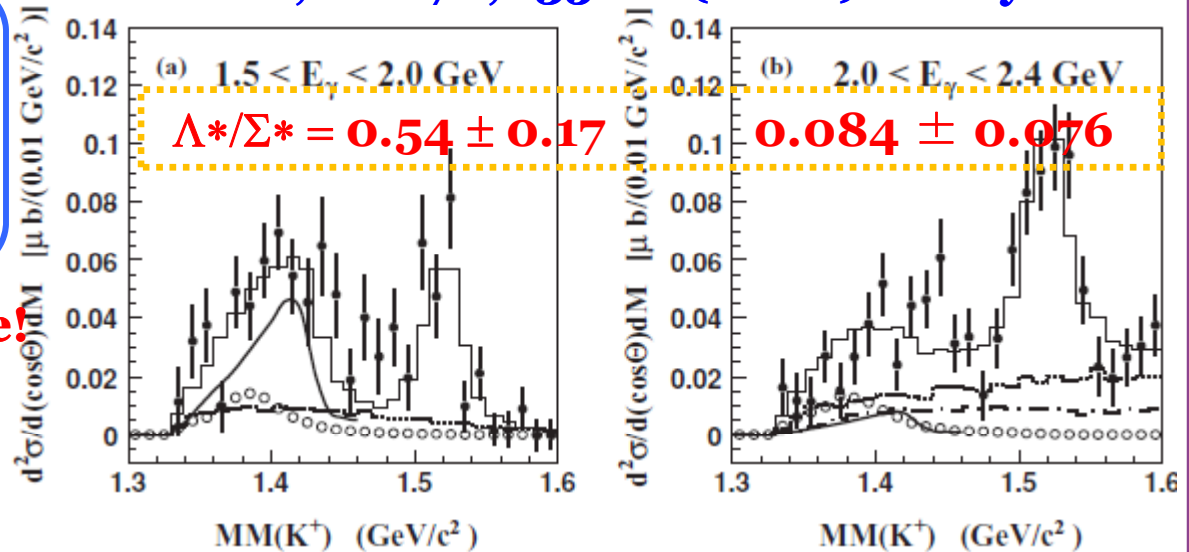 (a) 1.5 < Eγ < 2.0 GeV
(b) 2.0 < Eγ < 2.4 GeV
Λ*/Σ* = 0.54 ± 0.17
0.084 ± 0.076
e!
d²σ/d(cosΘ)dM [μ b/(0.01 GeV/c²)]
0.14
0.12
0.1
0.08
0.06
0.04
0.02
0
1.3 1.4 1.5 1.6
MM(K⁺) (GeV/c²)
d²σ/d(cosΘ)dM [μ b/(0.01 GeV/c²)]
0.14
0.12
0.1
0.08
0.06
0.04
0.02
0
1.3 1.4 1.5 1.6
MM(K⁺) (GeV/c²)